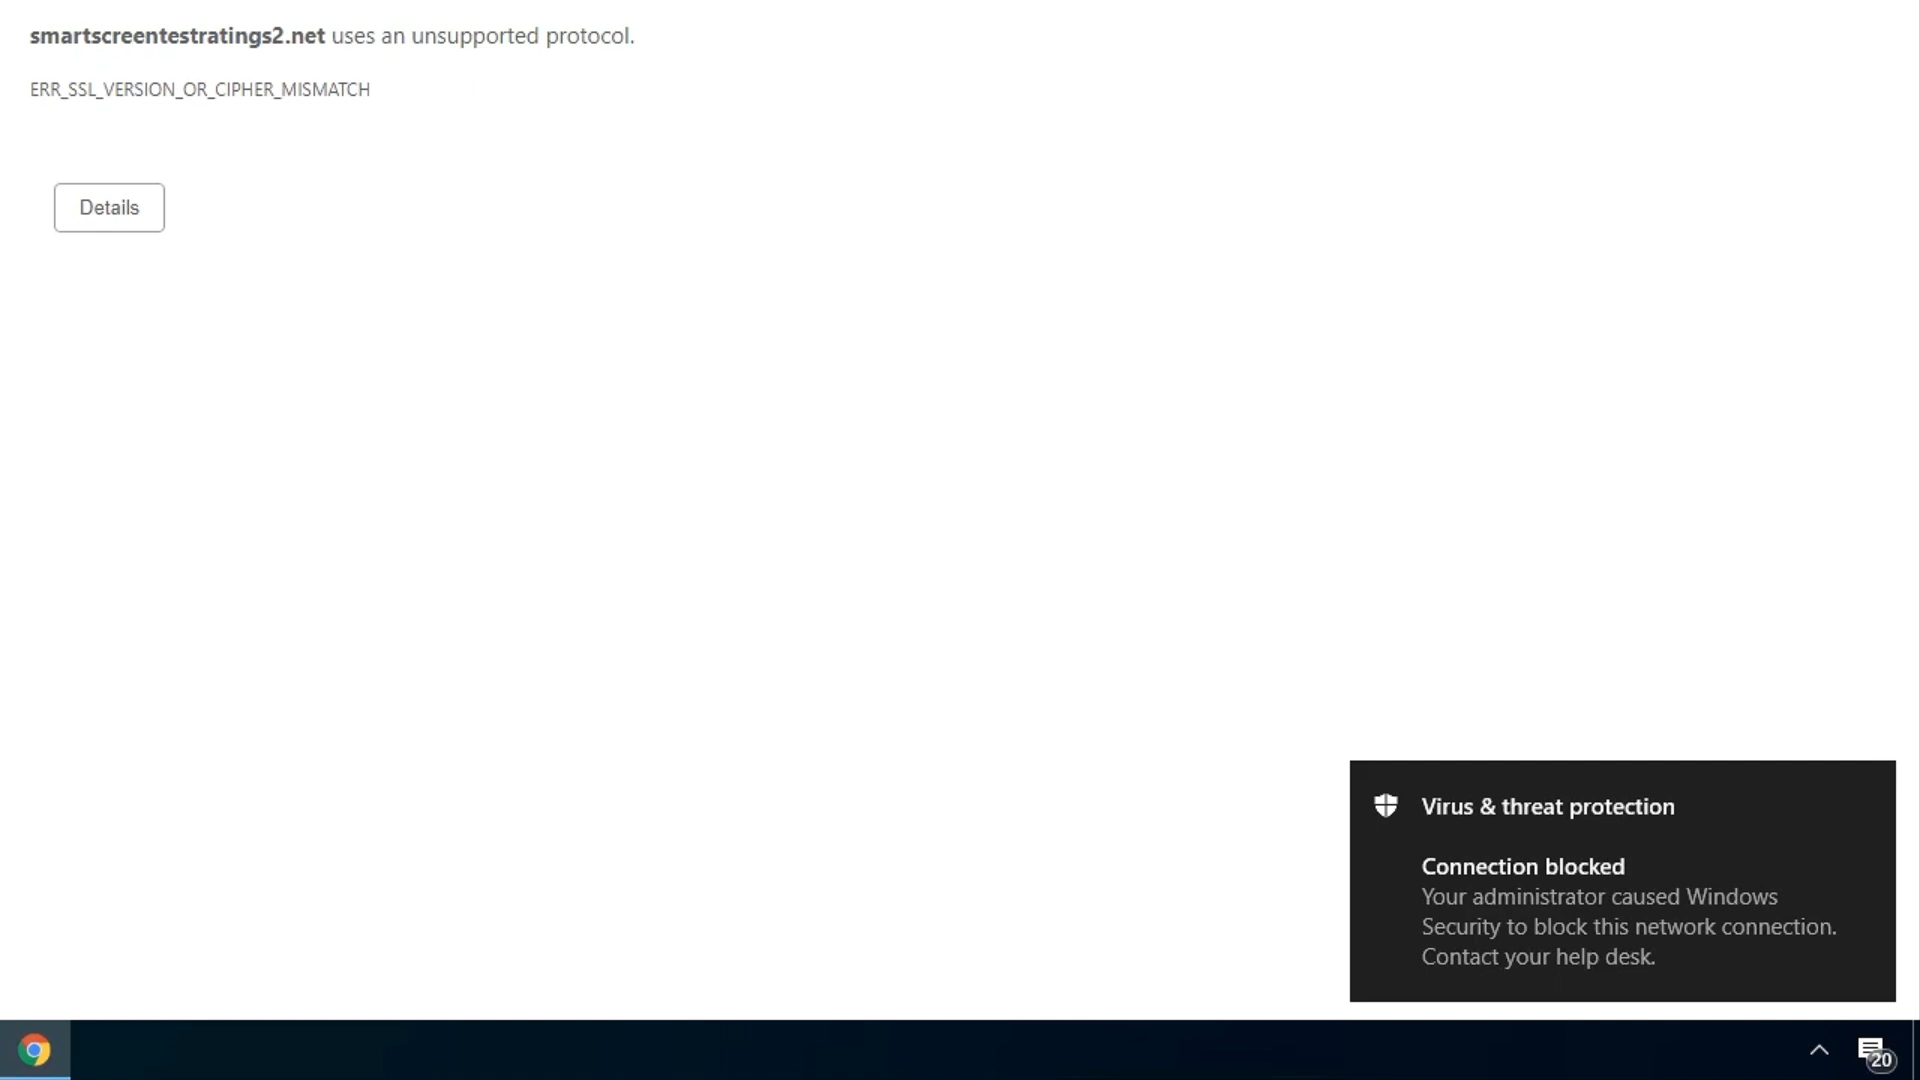 smartscreentestratings2.net uses an unsupported protocol.
ERR_SSL_VERSION_OR_CIPHER_MISMATCH
Details
Virus & threat protection
Connection blocked
Your administrator caused Windows
Security to block this network connection.
Contact your help desk.
20